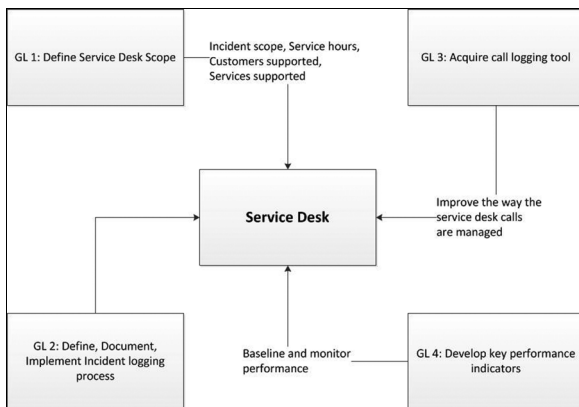 GL 1: Define Service Desk Scope
Incident scope, Service hours,
Customers supported,
Services supported
GL 3: Acquire call logging tool
Service Desk
Improve the way the
service desk calls
are managed
GL 2: Define, Document,
Implement Incident logging
process
Baseline and monitor
performance
GL 4: Develop key performance
indicators